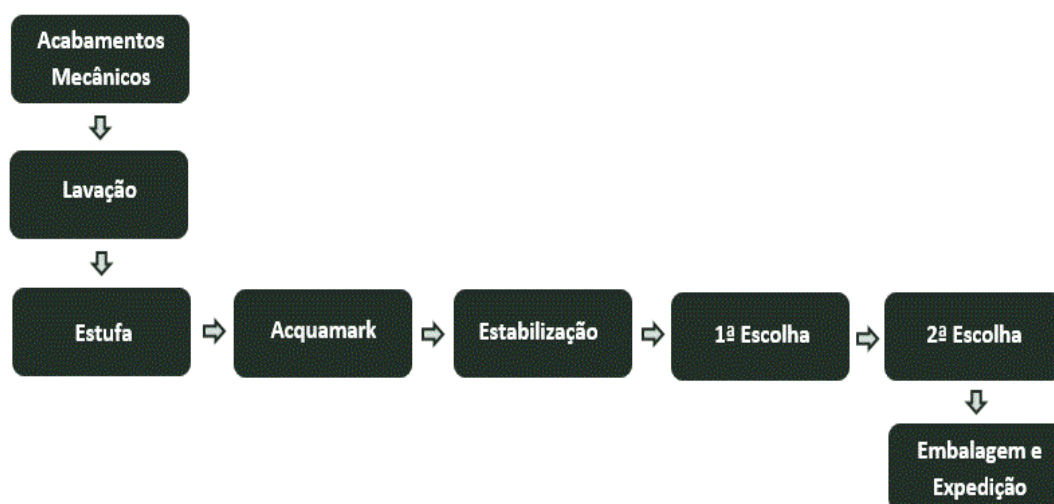 Acabamentos
Mecânicos
Lavação
Estufa
Acquamark
Estabilização
1ª Escolha
2ª Escolha
Embalagem e
Expedição